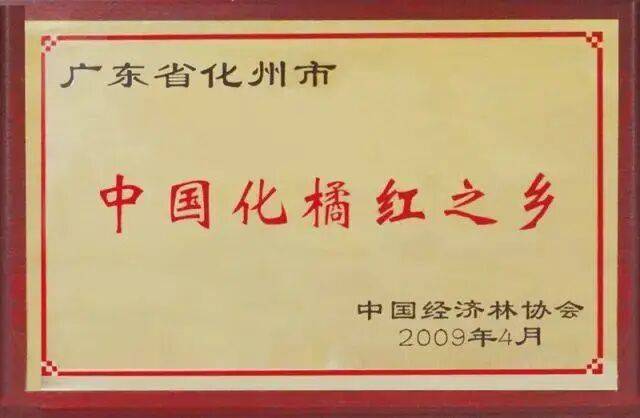 广东省化州市
中国化橘红之乡
中国经济林协会
2009年4月